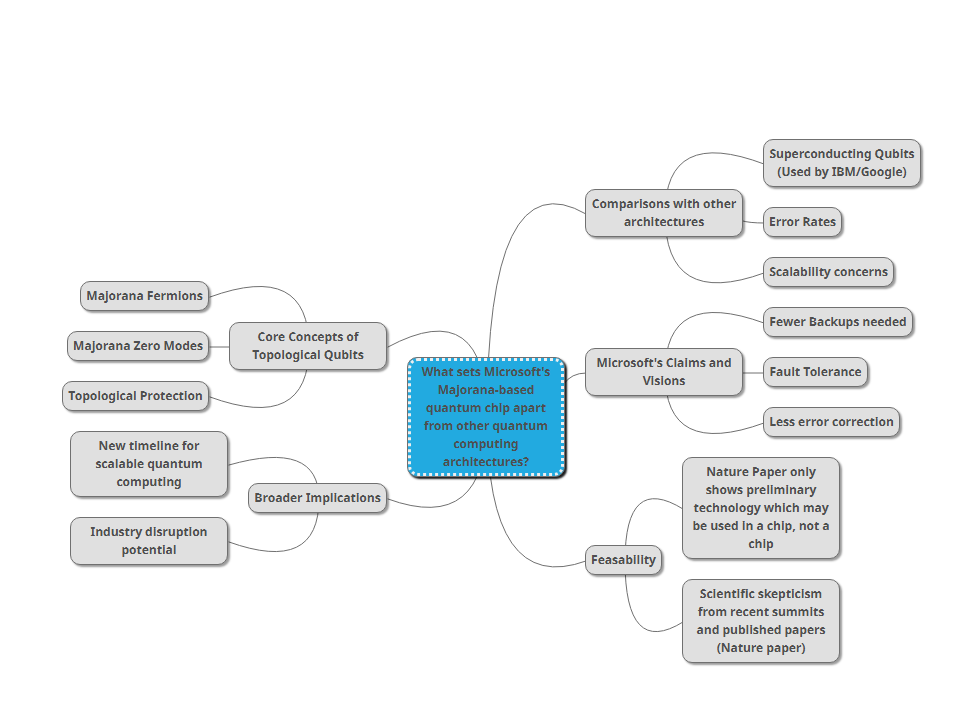 What sets Microsoft's
Majorana-based
quantum chip apart
from other quantum
computing
architectures?
Comparisons with other
architectures
Superconducting Qubits
(Used by IBM/Google)
Error Rates
Scalability concerns
Microsoft's Claims and
Visions
Fewer Backups needed
Fault Tolerance
Less error correction
Feasability
Nature Paper only
shows preliminary
technology which may
be used in a chip, not a
chip
Scientific skepticism
from recent summits
and published papers
(Nature paper)
Core Concepts of
Topological Qubits
Majorana Fermions
Majorana Zero Modes
Topological Protection
Broader Implications
New timeline for
scalable quantum
computing
Industry disruption
potential